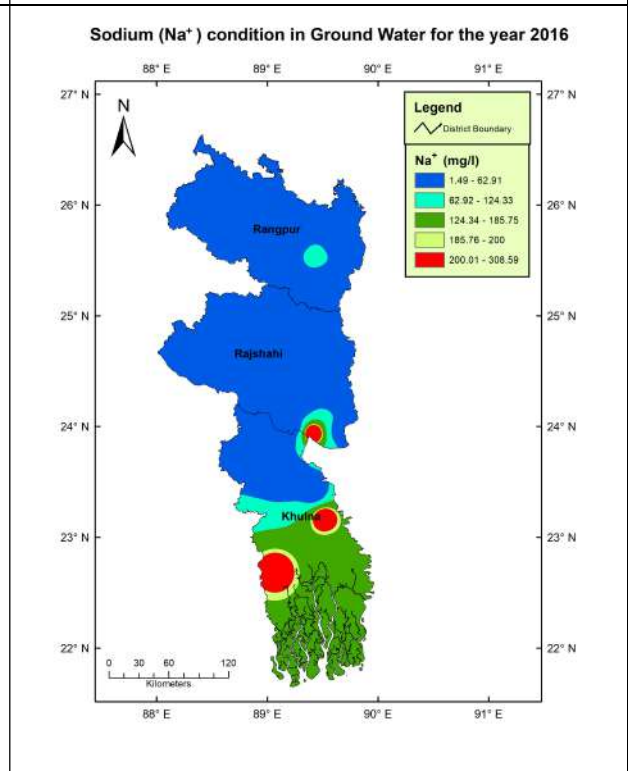 Sodium (Na⁺) condition in Ground Water for the year 2016
88° E 89° E 90° E 91° E
27° N 27° N
N
Legend
District Boundary
Na⁺ (mg/l)
1.49 - 62.91
62.92 - 124.33
124.34 - 185.75
185.76 - 200
200.01 - 308.59
26° N 26° N
Rangpur
25° N 25° N
Rajshahi
24° N 24° N
Khulna
23° N 23° N
22° N 22° N
0 30 60 120
Kilometers
88° E 89° E 90° E 91° E